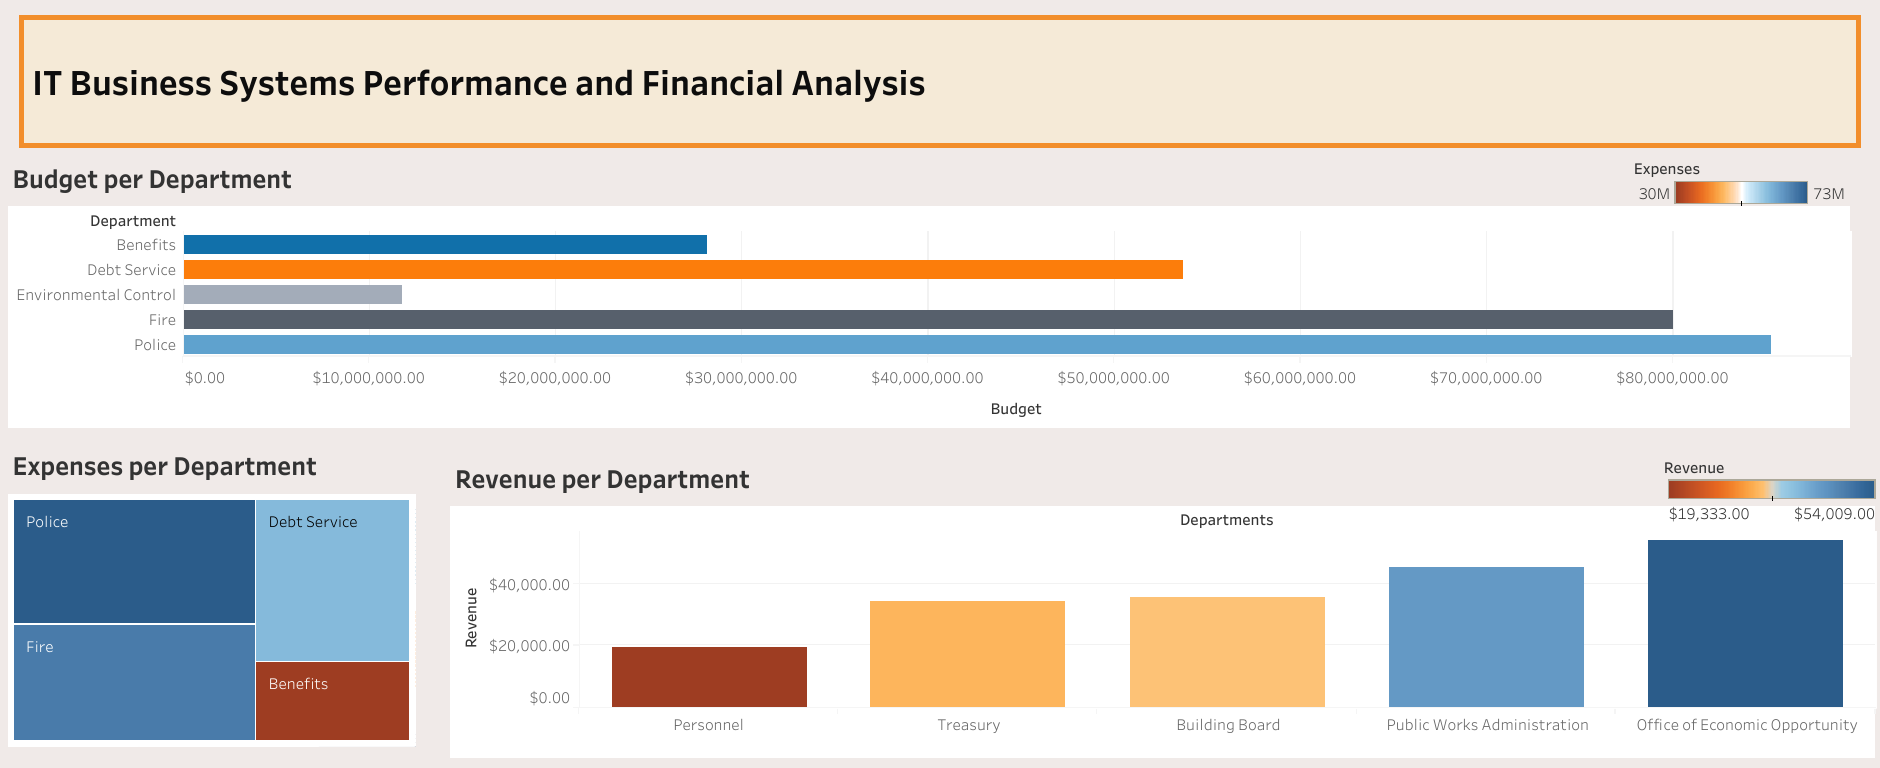 IT Business Systems Performance and Financial Analysis
Budget per Department
Expenses
30M 73M
Department
Benefits
Debt Service
Environmental Control
Fire
Police
$0.00 $10,000,000.00 $20,000,000.00 $30,000,000.00 $40,000,000.00 $50,000,000.00 $60,000,000.00 $70,000,000.00 $80,000,000.00
Budget
Expenses per Department
Police
Debt Service
Fire
Benefits
Revenue per Department
Revenue
$19,333.00 $54,009.00
Departments
Revenue
$40,000.00
$20,000.00
$0.00
Personnel Treasury Building Board Public Works Administration Office of Economic Opportunity